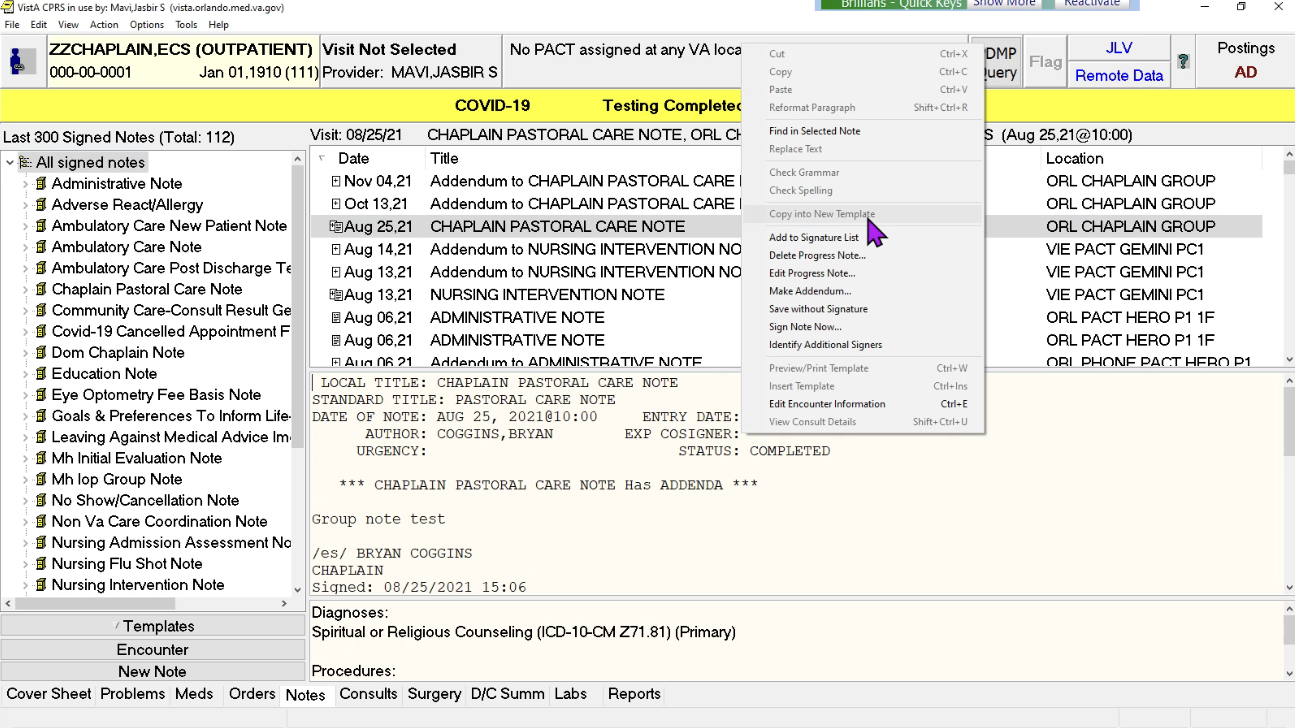 VistA CPRS in use by: Mavi,Jasbir S (vista.orlando.med.va.gov)
Brillians - Quick Keys Show More Reactivate
File Edit View Action Options Tools Help
ZZCHAPLAIN,ECS (OUTPATIENT) Visit Not Selected No PACT assigned at any VA loca
000-00-0001 Jan 01,1910 (111) Provider: MAVI,JASBIR S
DMP
uery
Flag
JLV
Remote Data
?
Postings
AD
COVID-19 Testing Completed
Last 300 Signed Notes (Total: 112)
Visit: 08/25/21 CHAPLAIN PASTORAL CARE NOTE, ORL CH S (Aug 25,21@10:00)
All signed notes
Administrative Note
Adverse React/Allergy
Ambulatory Care New Patient Note
Ambulatory Care Note
Ambulatory Care Post Discharge Te
Chaplain Pastoral Care Note
Community Care-Consult Result Ge
Covid-19 Cancelled Appointment F
Dom Chaplain Note
Education Note
Eye Optometry Fee Basis Note
Goals & Preferences To Inform Life-
Leaving Against Medical Advice Im
Mh Initial Evaluation Note
Mh Iop Group Note
No Show/Cancellation Note
Non Va Care Coordination Note
Nursing Admission Assessment No
Nursing Flu Shot Note
Nursing Intervention Note
Templates
Encounter
New Note
Date Title Location
Nov 04,21 Addendum to CHAPLAIN PASTORAL CARE ORL CHAPLAIN GROUP
Oct 13,21 Addendum to CHAPLAIN PASTORAL CARE ORL CHAPLAIN GROUP
Aug 25,21 CHAPLAIN PASTORAL CARE NOTE ORL CHAPLAIN GROUP
Aug 14,21 Addendum to NURSING INTERVENTION NO VIE PACT GEMINI PC1
Aug 13,21 Addendum to NURSING INTERVENTION NO VIE PACT GEMINI PC1
Aug 13,21 NURSING INTERVENTION NOTE VIE PACT GEMINI PC1
Aug 06,21 ADMINISTRATIVE NOTE ORL PACT HERO P1 1F
Aug 06,21 ADMINISTRATIVE NOTE ORL PACT HERO P1 1F
Aug 06,21 Addendum to ADMINISTRATIVE NOTE ORL PHONE PACT HERO P1
Cut Ctrl+X
Copy Ctrl+C
Paste Ctrl+V
Reformat Paragraph Shift+Ctrl+R
Find in Selected Note
Replace Text
Check Grammar
Check Spelling
Copy into New Template
Add to Signature List
Delete Progress Note...
Edit Progress Note...
Make Addendum...
Save without Signature
Sign Note Now...
Identify Additional Signers
Preview/Print Template Ctrl+W
Insert Template Ctrl+Ins
Edit Encounter Information Ctrl+E
View Consult Details Shift+Ctrl+U
LOCAL TITLE: CHAPLAIN PASTORAL CARE NOTE
STANDARD TITLE: PASTORAL CARE NOTE
DATE OF NOTE: AUG 25, 2021@10:00 ENTRY DATE:
AUTHOR: COGGINS,BRYAN EXP COSIGNER:
URGENCY: STATUS: COMPLETED
*** CHAPLAIN PASTORAL CARE NOTE Has ADDENDA ***
Group note test
/es/ BRYAN COGGINS
CHAPLAIN
Signed: 08/25/2021 15:06
Diagnoses:
Spiritual or Religious Counseling (ICD-10-CM Z71.81) (Primary)
Procedures:
Cover Sheet Problems Meds Orders Notes Consults Surgery D/C Summ Labs Reports